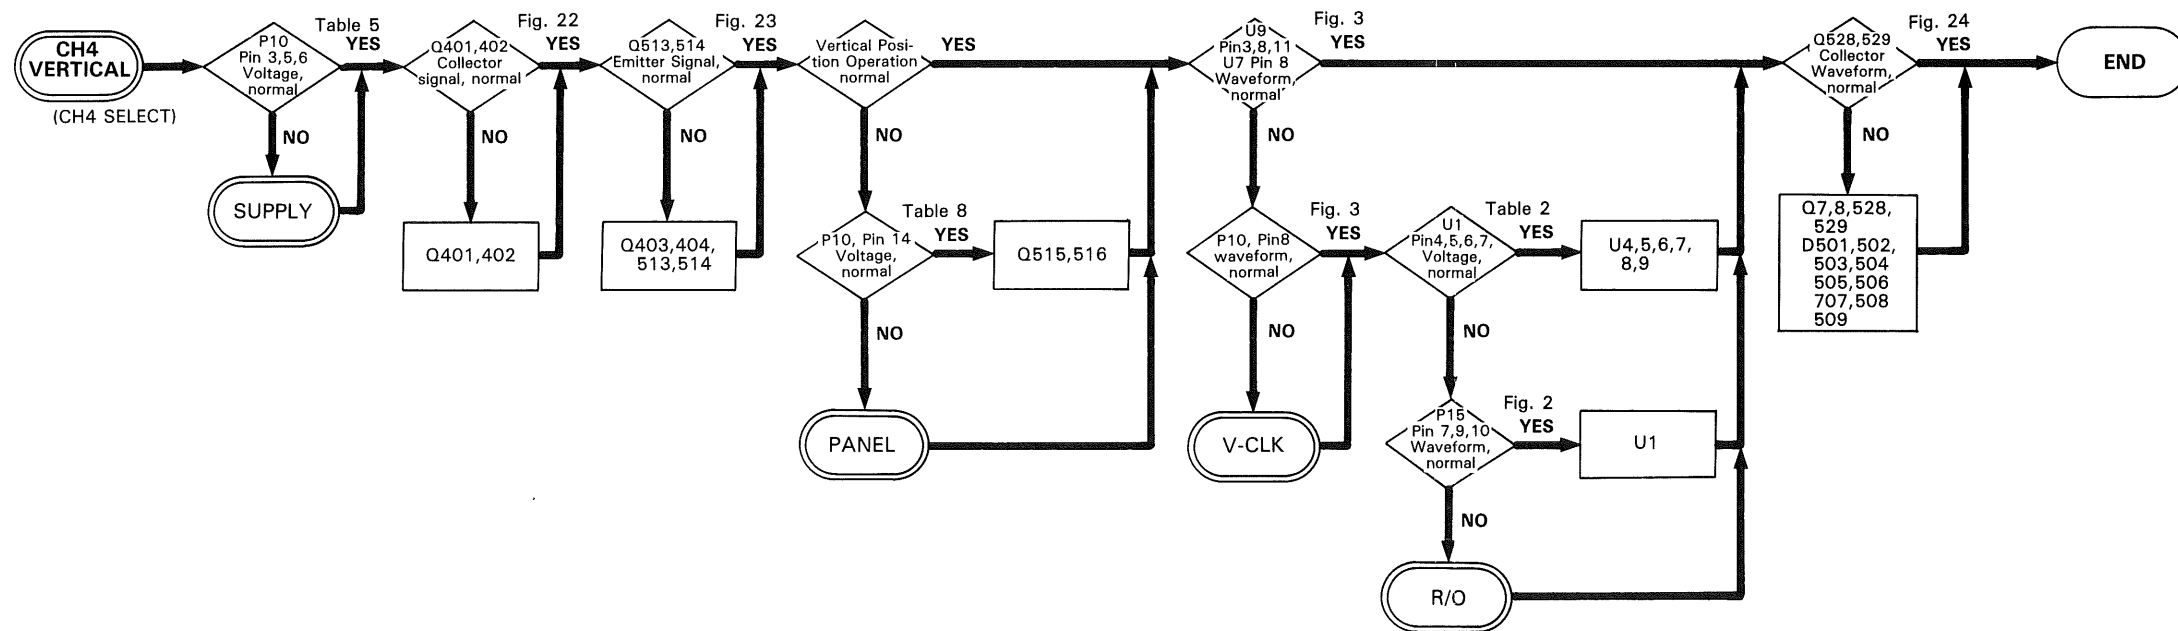 CH4
VERTICAL
(CH4 SELECT)
P10
Pin 3,5,6
Voltage,
normal
Table 5
YES
NO
SUPPLY
Q401,402
Collector
signal, normal
Fig. 22
YES
NO
Q401,402
Q513,514
Emitter Signal,
normal
Fig. 23
YES
NO
Q403,404,
513,514
Vertical Posi-
tion Operation
normal
YES
NO
P10, Pin 14
Voltage,
normal
Table 8
YES
Q515,516
NO
PANEL
U9
Pin3,8,11
U7 Pin 8
Waveform,
normal
Fig. 3
YES
NO
P10, Pin8
waveform,
normal
Fig. 3
YES
NO
V-CLK
U1
Pin4,5,6,7,
Voltage,
normal
Table 2
YES
U4,5,6,7,
8,9
NO
P15
Pin 7,9,10
Waveform,
normal
Fig. 2
YES
U1
NO
R/O
Q528,529
Collector
Waveform,
normal
Fig. 24
YES
NO
Q7,8,528,
529
D501,502,
503,504
505,506
707,508
509
END